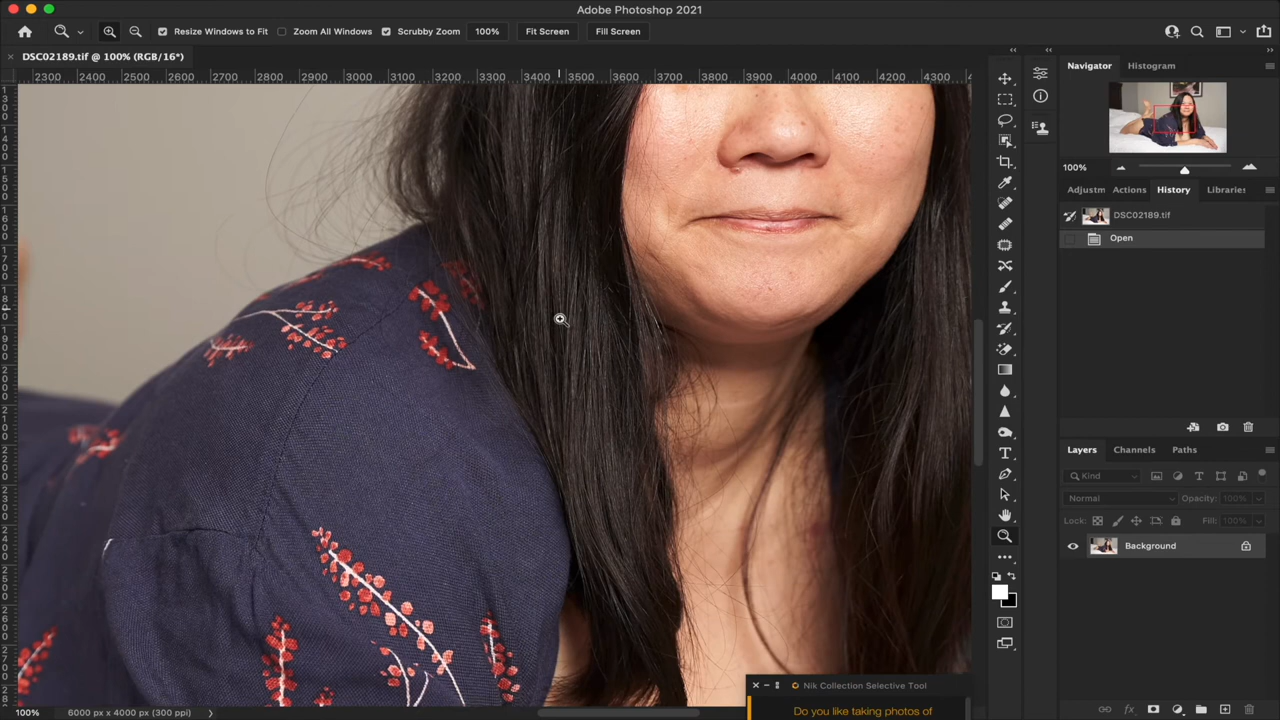 Adobe Photoshop 2021
Resize Windows to Fit Zoom All Windows Scrubby Zoom 100% Fit Screen Fill Screen
DSC02189.tif @ 100% (RGB/16*)
2300 2400 2500 2600 2700 2800 2900 3000 3100 3200 3300 3400 3500 3600 3700 3800 3900 4000 4100 4200 4300
Navigator Histogram
100%
Adjustm Actions History Libraries
DSC02189.tif
Open
Layers Channels Paths
Kind
Normal Opacity: 100%
Lock: Fill: 100%
Background
Nik Collection Selective Tool
Do you like taking photos of
100% 6000 px x 4000 px (300 ppi)